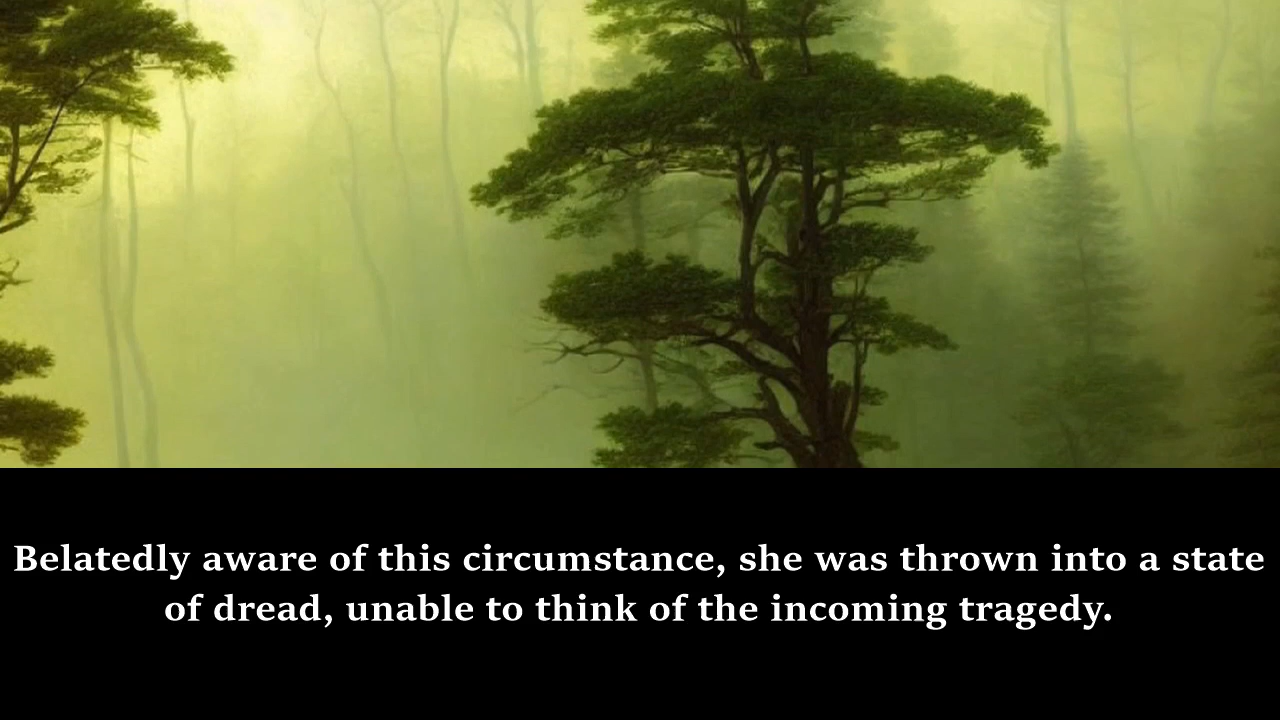 Belatedly aware of this circumstance, she was thrown into a state
of dread, unable to think of the incoming tragedy.